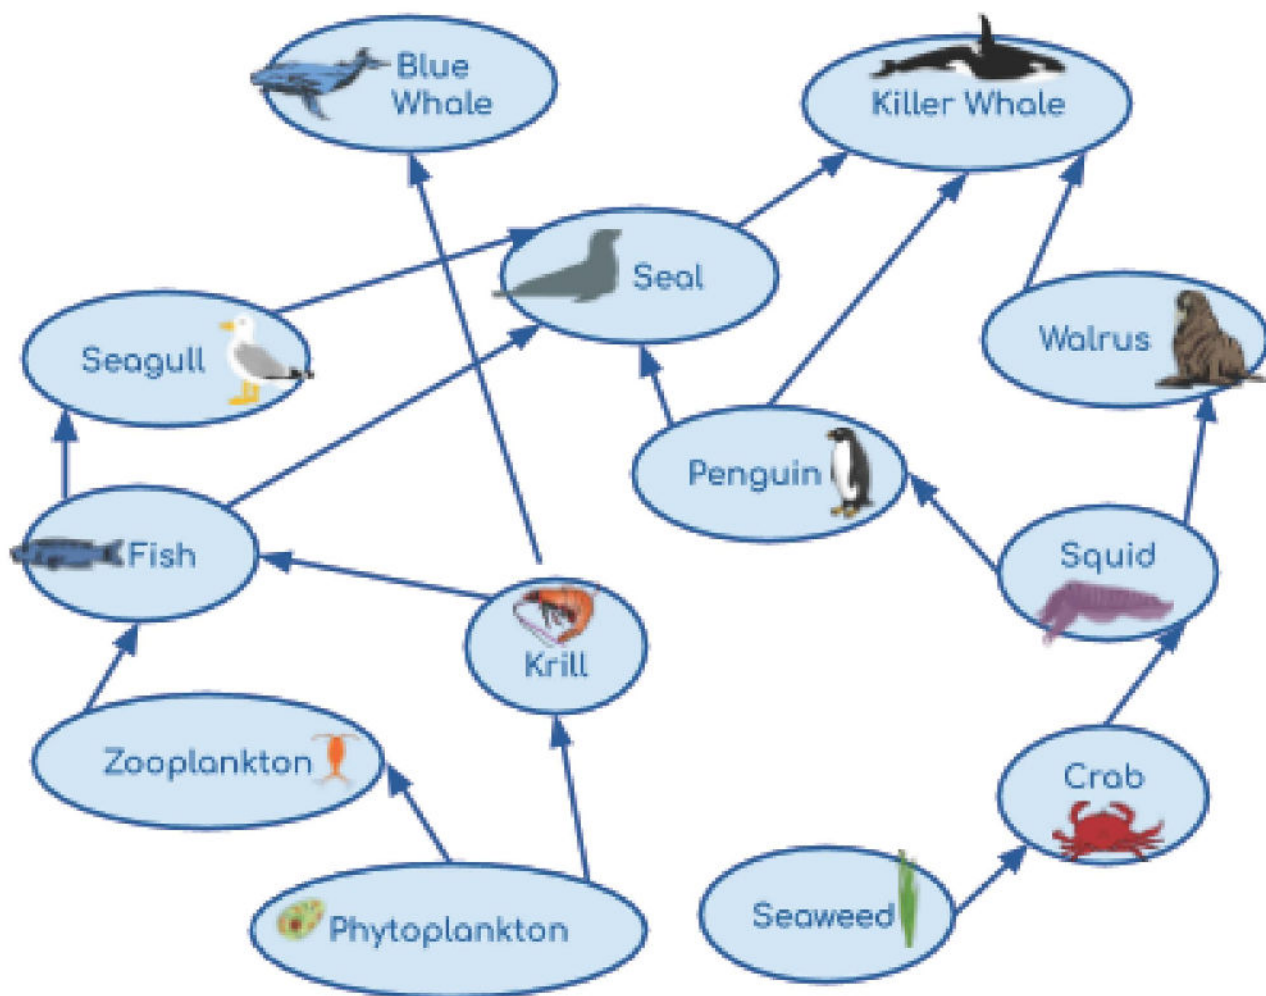 Blue
Whale
Killer Whale
Seal
Seagull
Walrus
Penguin
Fish
Squid
Krill
Zooplankton
Crab
Seaweed
Phytoplankton